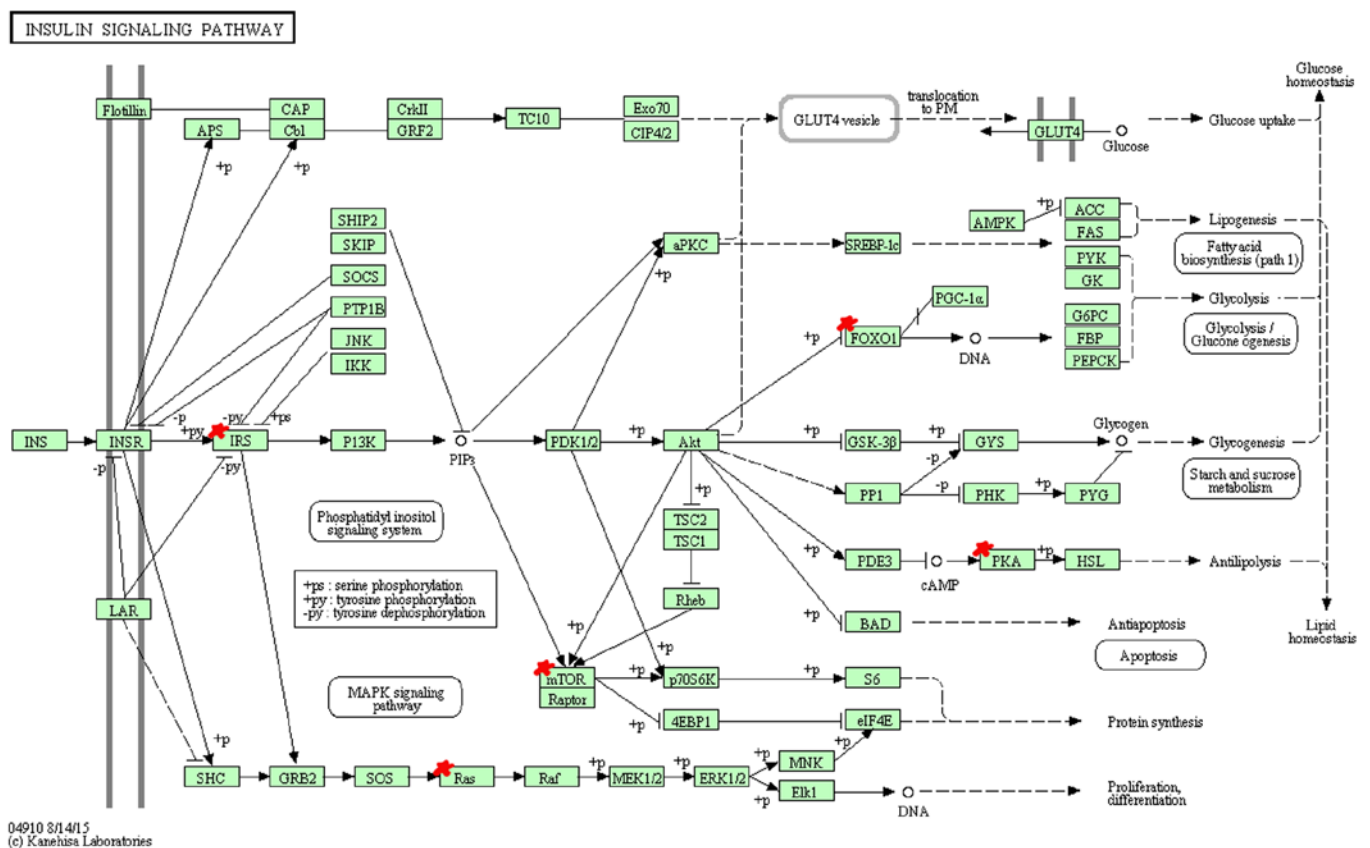 INSULIN SIGNALING PATHWAY
Glucose
homeostasis
Flotillin
CAP
CrkII
Exo70
translocation
to PM
APS
Cbl
GRF2
TC10
CIP4/2
GLUT4 vesicle
GLUT4
Glucose
Glucose uptake
+p
+p
SHIP2
SKIP
SOCS
PTP1B
JNK
IKK
aPKC
+p
SREBP-1c
AMPK
+p
ACC
FAS
Lipogenesis
Fatty acid
biosynthesis (path 1)
PYK
GK
Glycolysis
Glycolysis /
Glucone ogenesis
PGC-1α
G6PC
FBP
PEPCK
+p
FOXO1
DNA
-p
-py
+ps
INS
INSR
+py
IRS
P13K
PIP3
PDK1/2
+p
Akt
+p
GSK-3β
+p
GYS
Glycogen
Glycogenesis
-p
-py
-p
Starch and sucrose
metabolism
PP1
-p
PHK
+p
PYG
Phosphatidyl inositol
signaling system
+p
TSC2
TSC1
+p
PDE3
cAMP
PKA
+p
HSL
Antilipolysis
+ps : serine phosphorylation
+py : tyrosine phosphorylation
-py : tyrosine dephosphorylation
LAR
Rheb
+p
BAD
Antiapoptosis
Lipid
homeostasis
Apoptosis
+p
+p
mTOR
Raptor
+p
p70S6K
+p
S6
MAPK signaling
pathway
+p
4EBP1
eIF4E
Protein synthesis
+p
SHC
GRB2
SOS
Ras
Raf
+p
MEK1/2
+p
ERK1/2
+p
MNK
+p
+p
Elk1
DNA
Proliferation,
differentiation
04910 8/14/15
(c) Kanehisa Laboratories